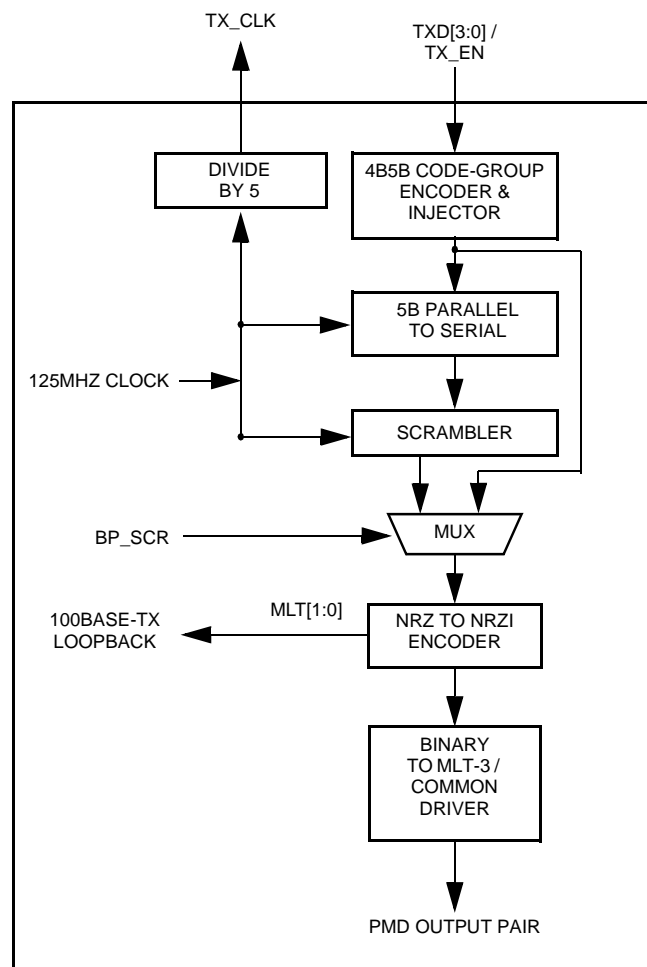 TX_CLK
TXD[3:0] /
TX_EN
DIVIDE
BY 5
4B5B CODE-GROUP
ENCODER &
INJECTOR
5B PARALLEL
TO SERIAL
125MHZ CLOCK
SCRAMBLER
BP_SCR
MUX
MLT[1:0]
100BASE-TX
LOOPBACK
NRZ TO NRZI
ENCODER
BINARY
TO MLT-3 /
COMMON
DRIVER
PMD OUTPUT PAIR